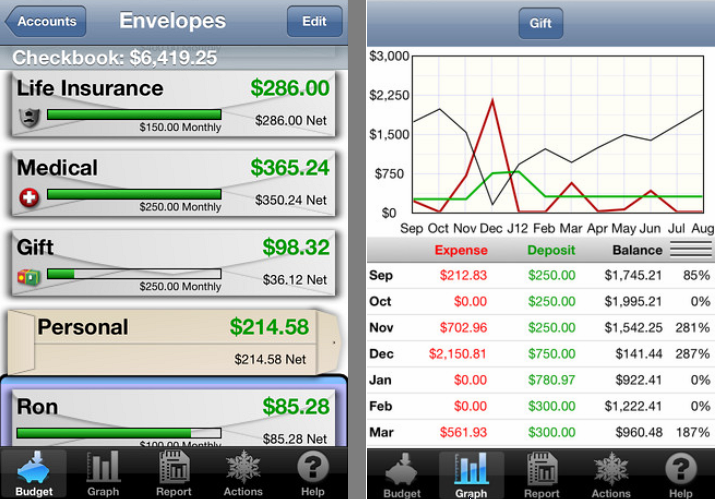 Accounts
Envelopes
Edit
Checkbook: $6,419.25
Life Insurance
$286.00
$150.00 Monthly
$286.00 Net
Medical
$365.24
$250.00 Monthly
$350.24 Net
Gift
$98.32
$250.00 Monthly
$36.12 Net
Personal
$214.58
$214.58 Net
Ron
$85.28
$100.00 Monthly
$85.28 Net
Budget
Graph
Report
Actions
Help
Gift
$3,000
$2,250
$1,500
$750
$0
Sep Oct Nov Dec J12 Feb Mar Apr May Jun Jul Aug
Expense Deposit Balance
Sep $212.83 $250.00 $1,745.21 85%
Oct $0.00 $250.00 $1,995.21 0%
Nov $702.96 $250.00 $1,542.25 281%
Dec $2,150.81 $750.00 $141.44 287%
Jan $0.00 $780.97 $922.41 0%
Feb $0.00 $300.00 $1,222.41 0%
Mar $561.93 $300.00 $960.48 187%
Budget
Graph
Report
Actions
Help